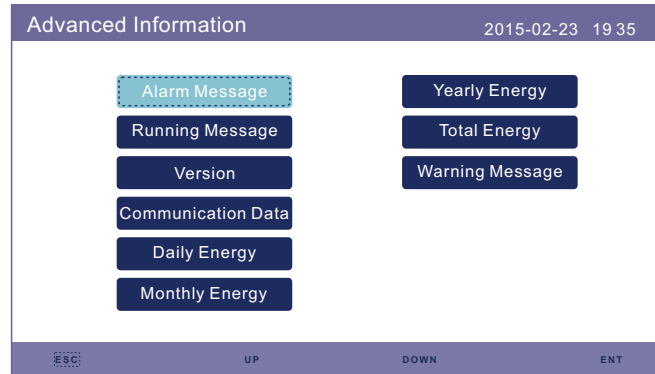 Advanced Information 2015-02-23 19 35
Alarm Message
Running Message
Version
Communication Data
Daily Energy
Monthly Energy
Yearly Energy
Total Energy
Warning Message
ESC UP DOWN ENT